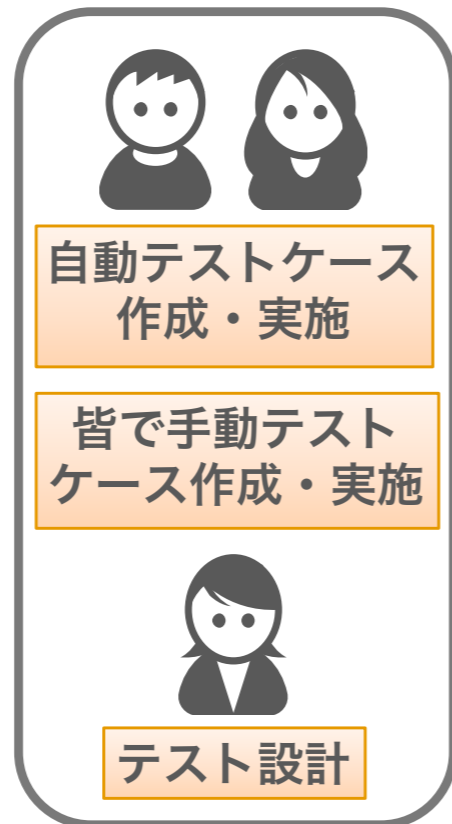 自動テストケース
作成・実施
皆で手動テスト
ケース作成・実施
テスト設計